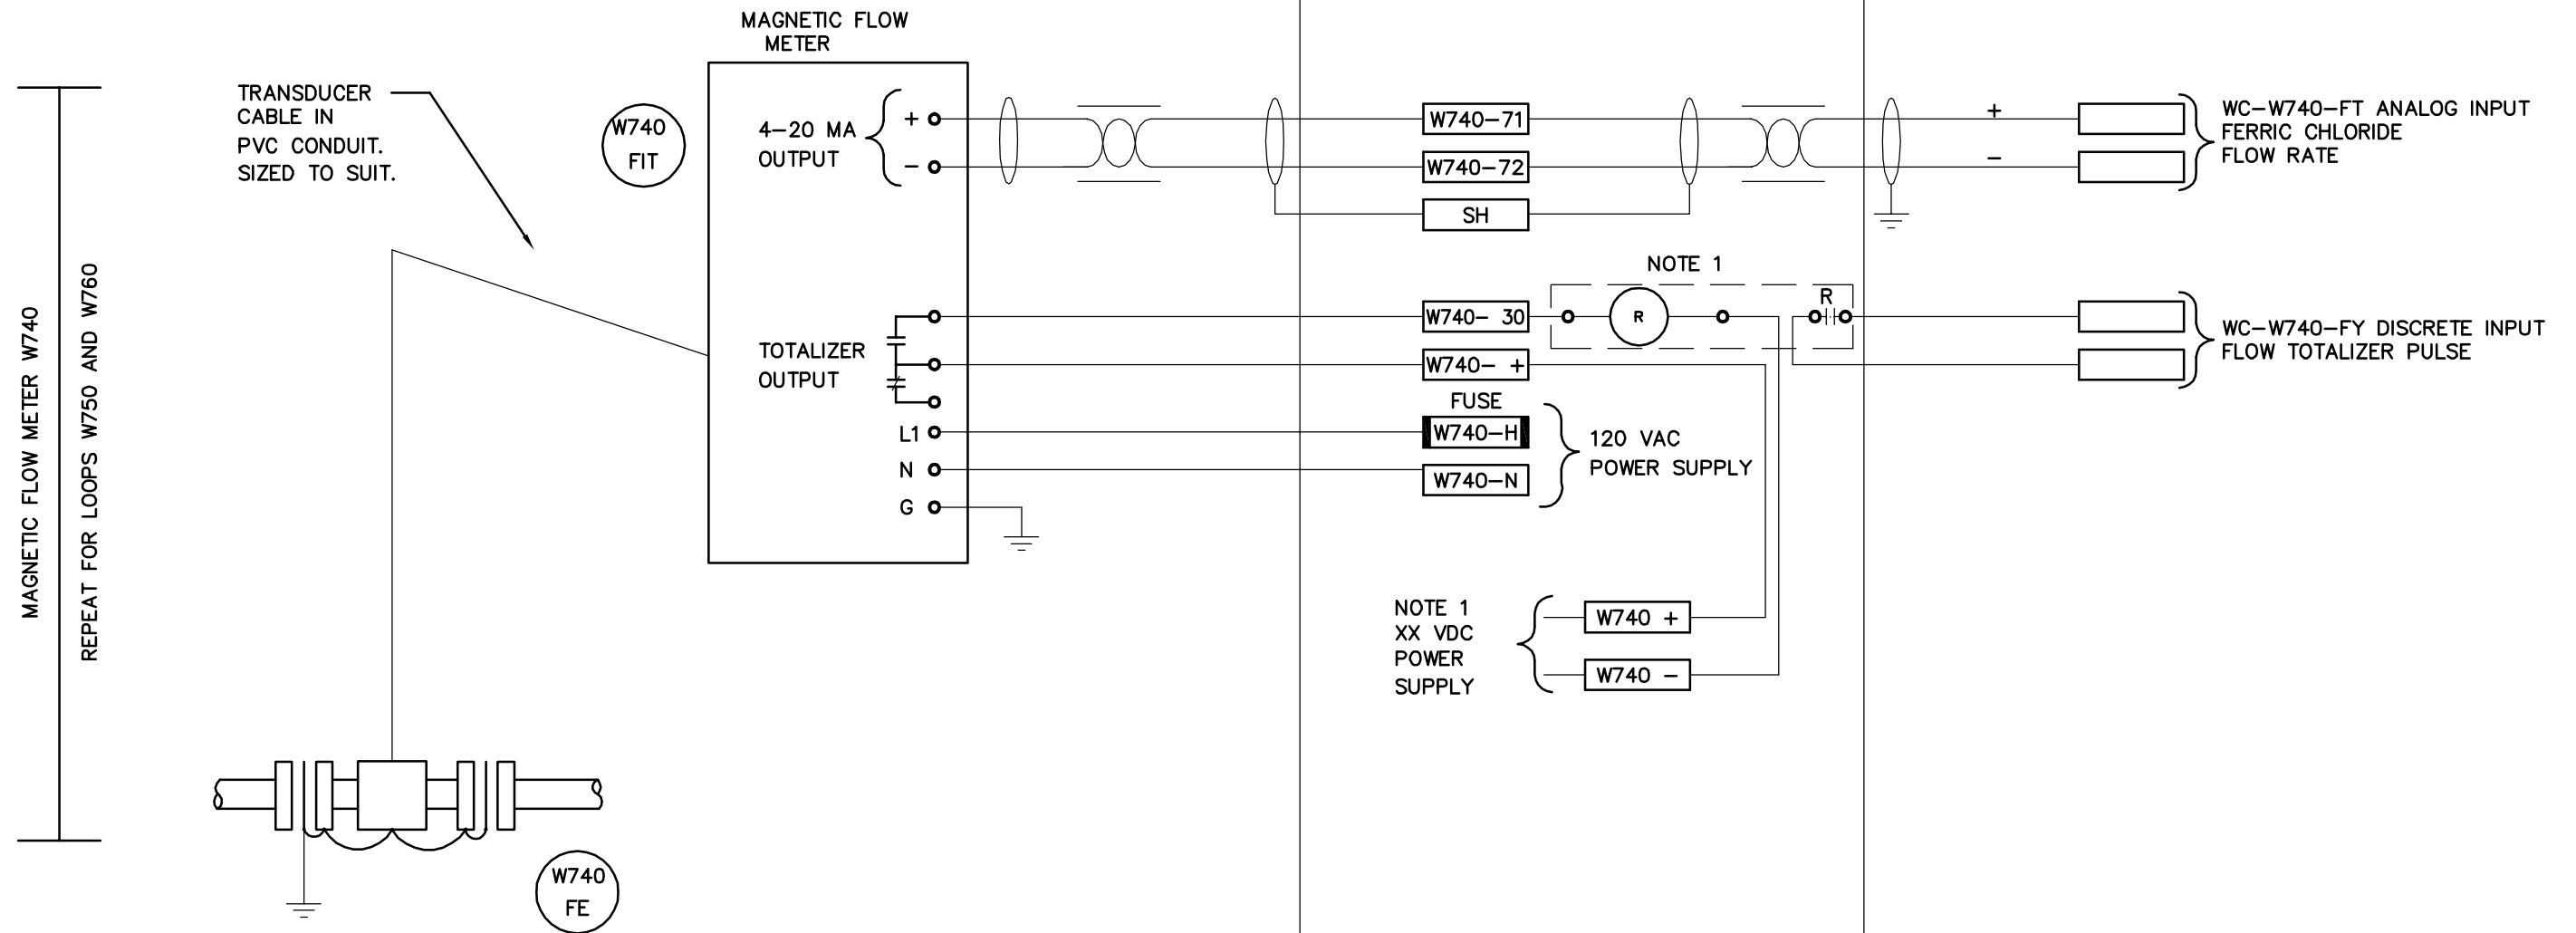 MAGNETIC FLOW METER W740
REPEAT FOR LOOPS W750 AND W760
TRANSDUCER
CABLE IN
PVC CONDUIT.
SIZED TO SUIT.
W740
FIT
MAGNETIC FLOW
METER
4-20 MA
OUTPUT
+
-
TOTALIZER
OUTPUT
L1
N
G
W740
FE
W740-71
W740-72
SH
NOTE 1
W740- 30
R
R
W740- +
FUSE
W740-H
W740-N
120 VAC
POWER SUPPLY
NOTE 1
XX VDC
POWER
SUPPLY
W740 +
W740 -
+
-
WC-W740-FT ANALOG INPUT
FERRIC CHLORIDE
FLOW RATE
WC-W740-FY DISCRETE INPUT
FLOW TOTALIZER PULSE